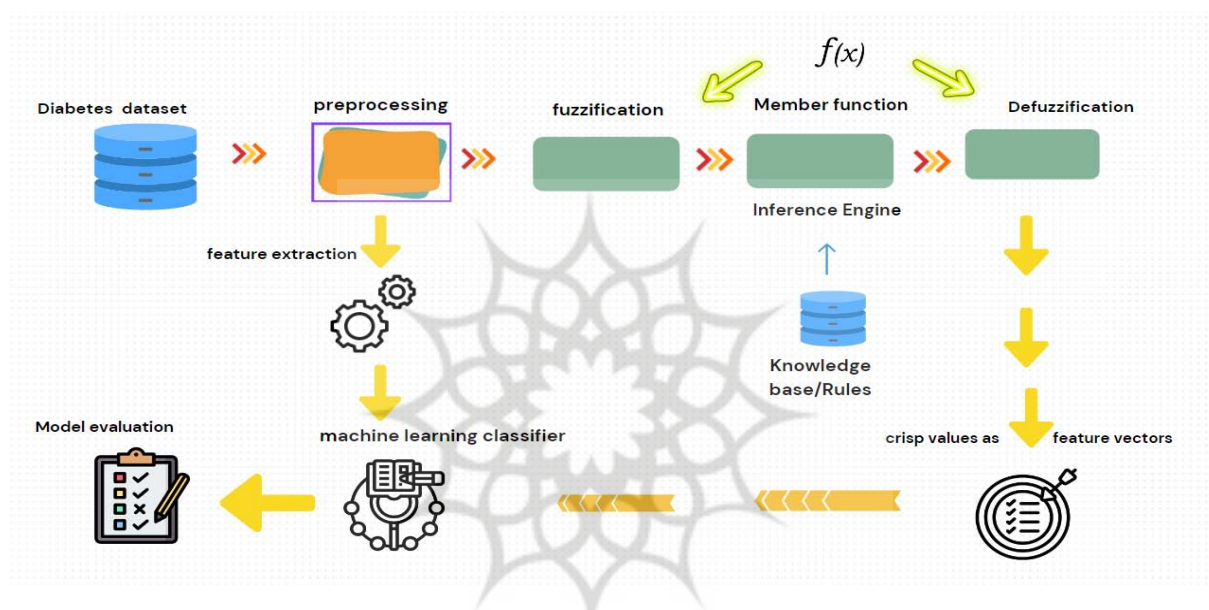 f(x)
Diabetes dataset
preprocessing
fuzzification
Member function
Defuzzification
Inference Engine
feature extraction
Knowledge
base/Rules
Model evaluation
machine learning classifier
crisp values as feature vectors